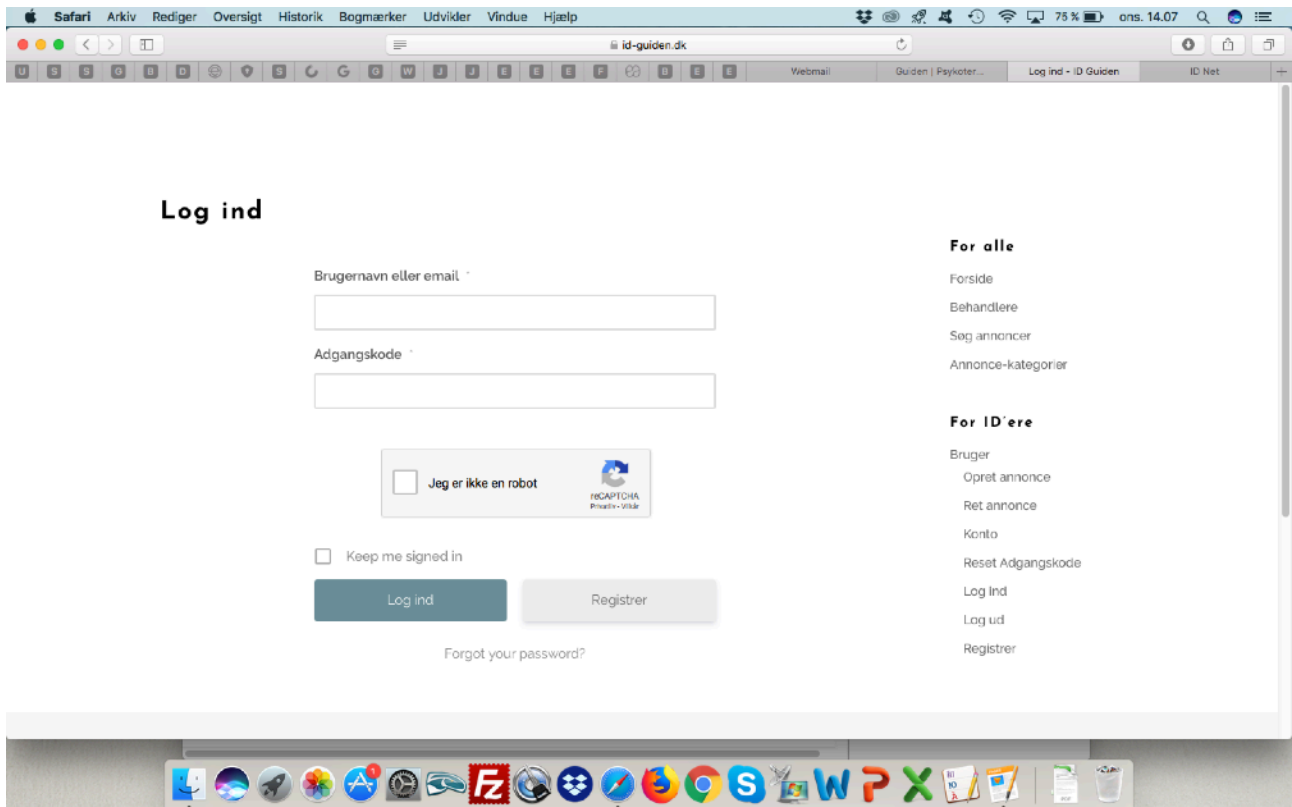 Safari Arkiv Rediger Oversigt Historik Bogmærker Udvikler Vindue Hjælp 75 % ons. 14.07
id-guiden.dk
U S S G B D S G G W J J E E E F B E E Webmail Guiden | Psykoter... Log ind - ID Guiden ID Net
Log ind
Brugernavn eller email *
Adgangskode *
Jeg er ikke en robot
reCAPTCHA
Privatliv - Vilkår
Keep me signed in
Log ind Registrer
Forgot your password?
For alle
Forside
Behandlere
Søg annoncer
Annonce-kategorier
For ID'ere
Bruger
Opret annonce
Ret annonce
Konto
Reset Adgangskode
Log Ind
Log ud
Registrer
1